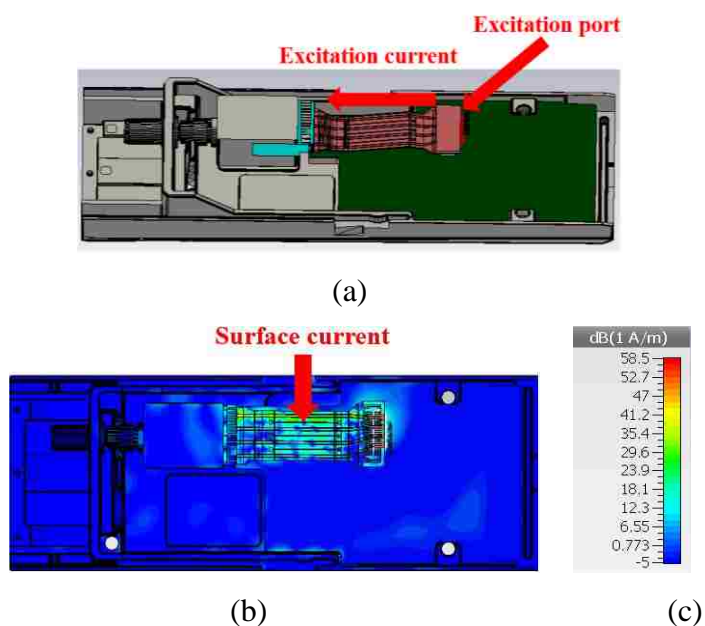 Excitation port
Excitation current
(a)
Surface current
dB(1 A/m)
58.5
52.7
47
41.2
35.4
29.6
23.9
18.1
12.3
6.55
0.773
-5
(b)
(c)